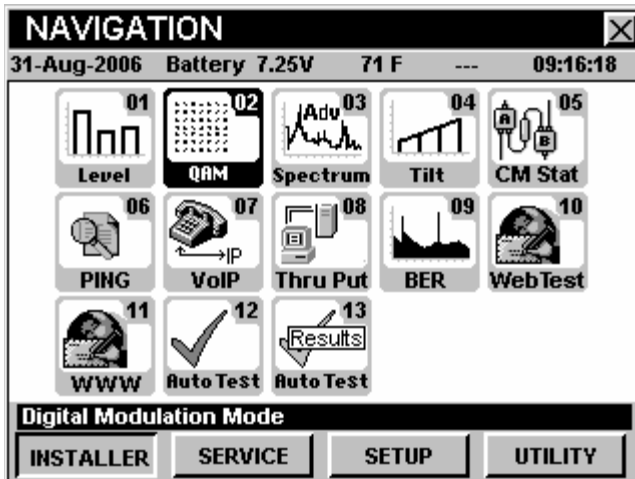 NAVIGATION
31-Aug-2006 Battery 7.25V 71 F --- 09:16:18
01 02 Adv 03 04 05
A B
Level QAM Spectrum Tilt CM Stat
06 07 08 09 10
IP
PING VoIP Thru Put BER WebTest
11 12 13
Results
WWW Auto Test Auto Test
Digital Modulation Mode
INSTALLER SERVICE SETUP UTILITY